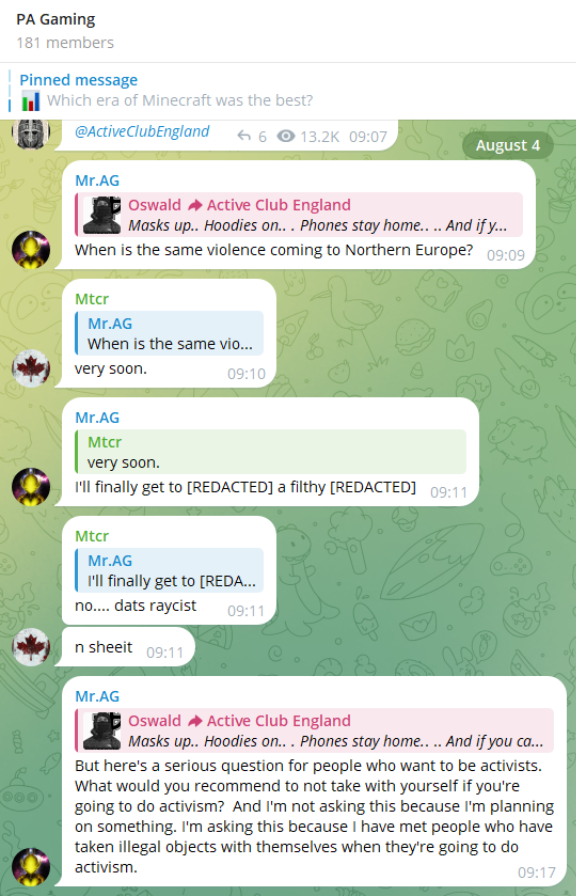 PA Gaming
181 members
Pinned message
Which era of Minecraft was the best?
@ActiveClubEngland 6 13.2K 09:07
August 4
Mr.AG
Oswald Active Club England
Masks up.. Hoodies on.. . Phones stay home.. .. And if y...
When is the same violence coming to Northern Europe? 09:09
Mtcr
Mr.AG
When is the same vio...
very soon. 09:10
Mr.AG
Mtcr
very soon.
I'll finally get to [REDACTED] a filthy [REDACTED] 09:11
Mtcr
Mr.AG
I'll finally get to [REDA...
no.... dats raycist 09:11
n sheeit 09:11
Mr.AG
Oswald Active Club England
Masks up.. Hoodies on.. . Phones stay home.. .. And if you ca...
But here's a serious question for people who want to be activists.
What would you recommend to not take with yourself if you're
going to do activism? And I'm not asking this because I'm planning
on something. I'm asking this because I have met people who have
taken illegal objects with themselves when they're going to do
activism. 09:17